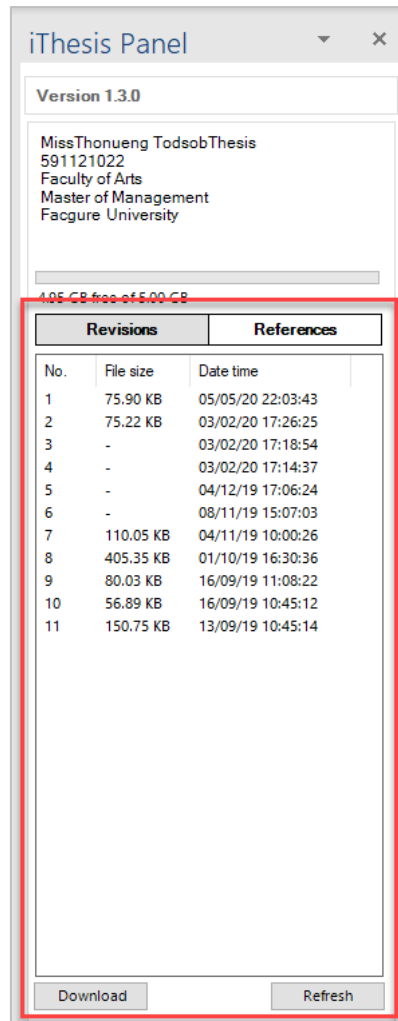 iThesis Panel
Version 1.3.0
MissThonueng TodsobThesis
591121022
Faculty of Arts
Master of Management
Facgure University
4.95 GB free of 5.00 GB
Revisions References
No. File size Date time
1 75.90 KB 05/05/20 22:03:43
2 75.22 KB 03/02/20 17:26:25
3 - 03/02/20 17:18:54
4 - 03/02/20 17:14:37
5 - 04/12/19 17:06:24
6 - 08/11/19 15:07:03
7 110.05 KB 04/11/19 10:00:26
8 405.35 KB 01/10/19 16:30:36
9 80.03 KB 16/09/19 11:08:22
10 56.89 KB 16/09/19 10:45:12
11 150.75 KB 13/09/19 10:45:14
Download Refresh